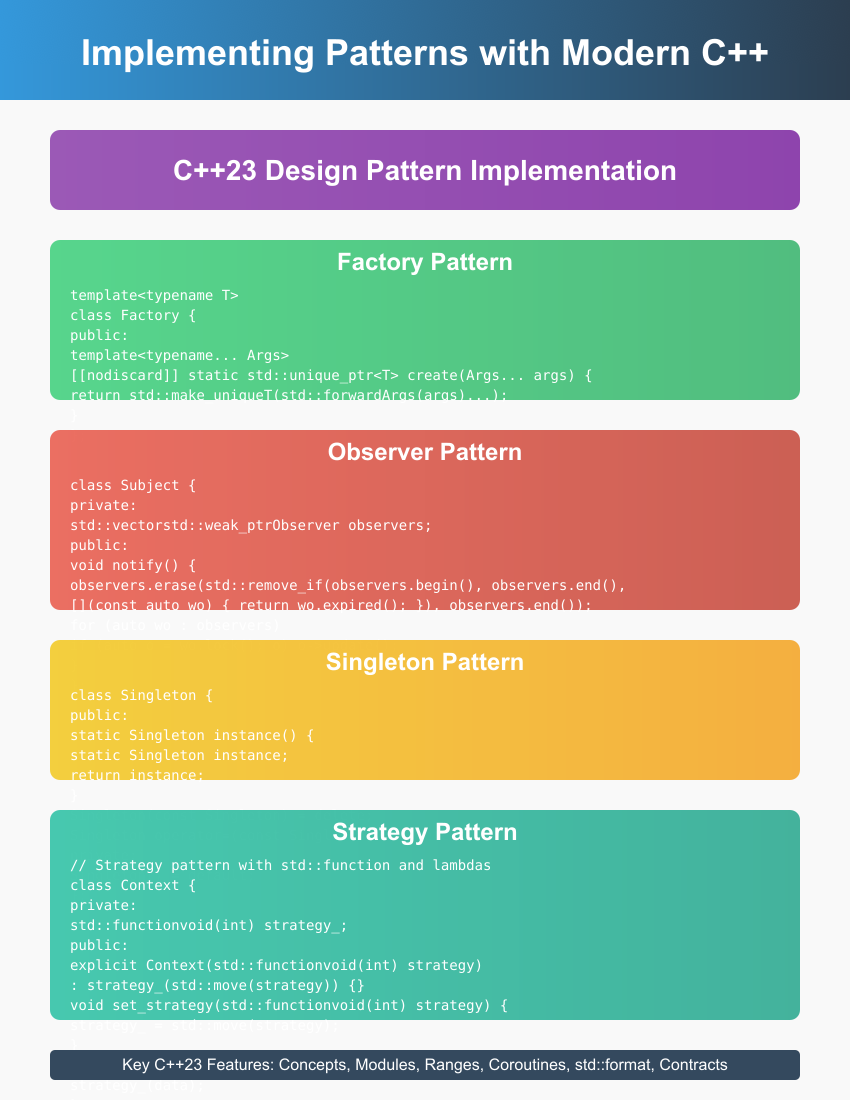 Implementing Patterns with Modern C++
C++23 Design Pattern Implementation
Factory Pattern
template<typename T>
class Factory {
public:
template<typename... Args>
[[nodiscard]] static std::unique_ptr<T> create(Args... args) {
return std::make_uniqueT(std::forwardArgs(args)...);
}
Observer Pattern
class Subject {
private:
std::vectorstd::weak_ptrObserver observers;
public:
void notify() {
observers.erase(std::remove_if(observers.begin(), observers.end(),
[](const auto wo) { return wo.expired(); }), observers.end());
for (auto wo : observers)
Singleton Pattern
class Singleton {
public:
static Singleton instance() {
static Singleton instance;
return instance;
}
Strategy Pattern
// Strategy pattern with std::function and lambdas
class Context {
private:
std::functionvoid(int) strategy_;
public:
explicit Context(std::functionvoid(int) strategy)
: strategy_(std::move(strategy)) {}
void set_strategy(std::functionvoid(int) strategy) {
strategy_ = std::move(strategy);
}
Key C++23 Features: Concepts, Modules, Ranges, Coroutines, std::format, Contracts